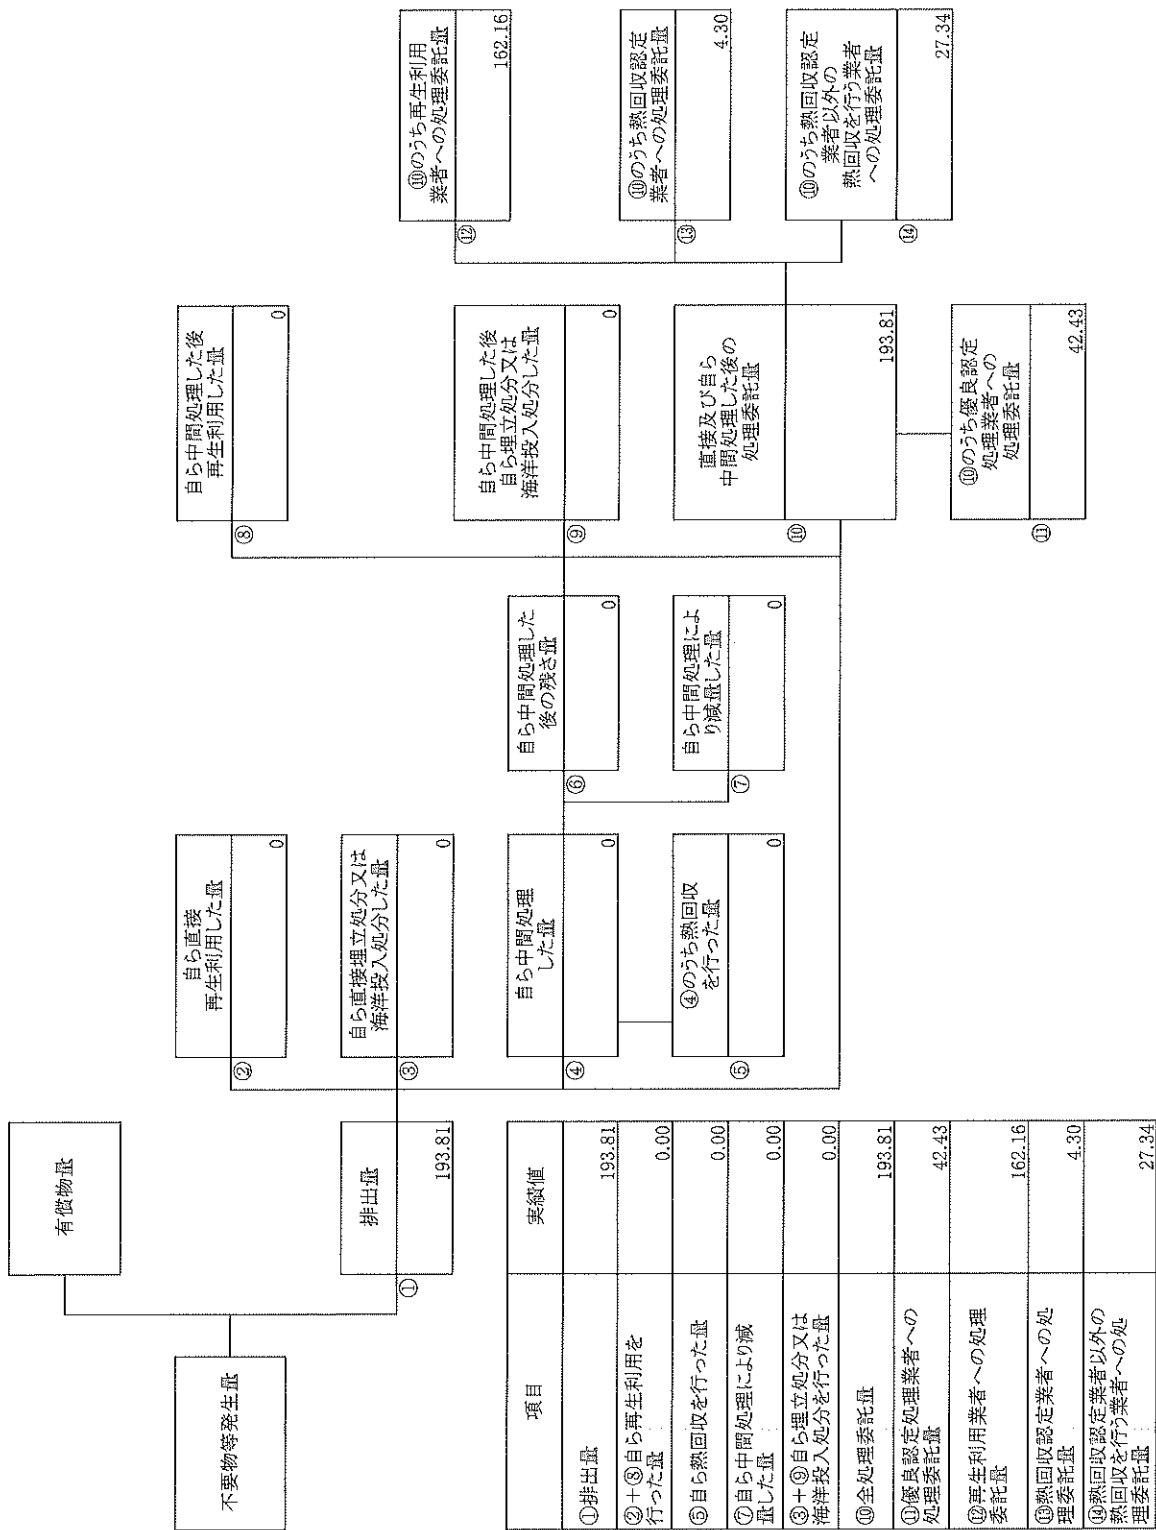 不要物等発生量
有償物量
①
排出量
193.81
②
自ら直接
再生利用した量
0
③
自ら直接埋立処分又は
海洋投入処分した量
0
④
自ら中間処理
した量
0
⑤
④のうち熱回収
を行った量
0
⑥
自ら中間処理した
後の残さ量
0
⑦
自ら中間処理によ
り減量した量
0
⑧
自ら中間処理した後
再生利用した量
0
⑨
自ら中間処理した後
自ら埋立処分又は
海洋投入処分した量
0
⑩
直接及び自ら
中間処理した後の
処理委託量
193.81
⑪
⑩のうち優良認定
処理業者への
処理委託量
42.43
⑫
⑩のうち再生利用
業者への処理委託量
162.16
⑬
⑩のうち熱回収認定
業者への処理委託量
4.30
⑭
⑩のうち熱回収認定
業者以外の
熱回収を行う業者
への処理委託量
27.34
項目 実績値
①排出量 193.81
②+⑧自ら再生利用を
行った量 0.00
⑤自ら熱回収を行った量 0.00
⑦自ら中間処理により減
量した量 0.00
③+⑨自ら埋立処分又は
海洋投入処分を行った量 0.00
⑩全処理委託量 193.81
⑪優良認定処理業者への
処理委託量 42.43
⑫再生利用業者への処理
委託量 162.16
⑬熱回収認定業者への処
理委託量 4.30
⑭熱回収認定業者以外の
熱回収を行う業者への処
理委託量 27.34